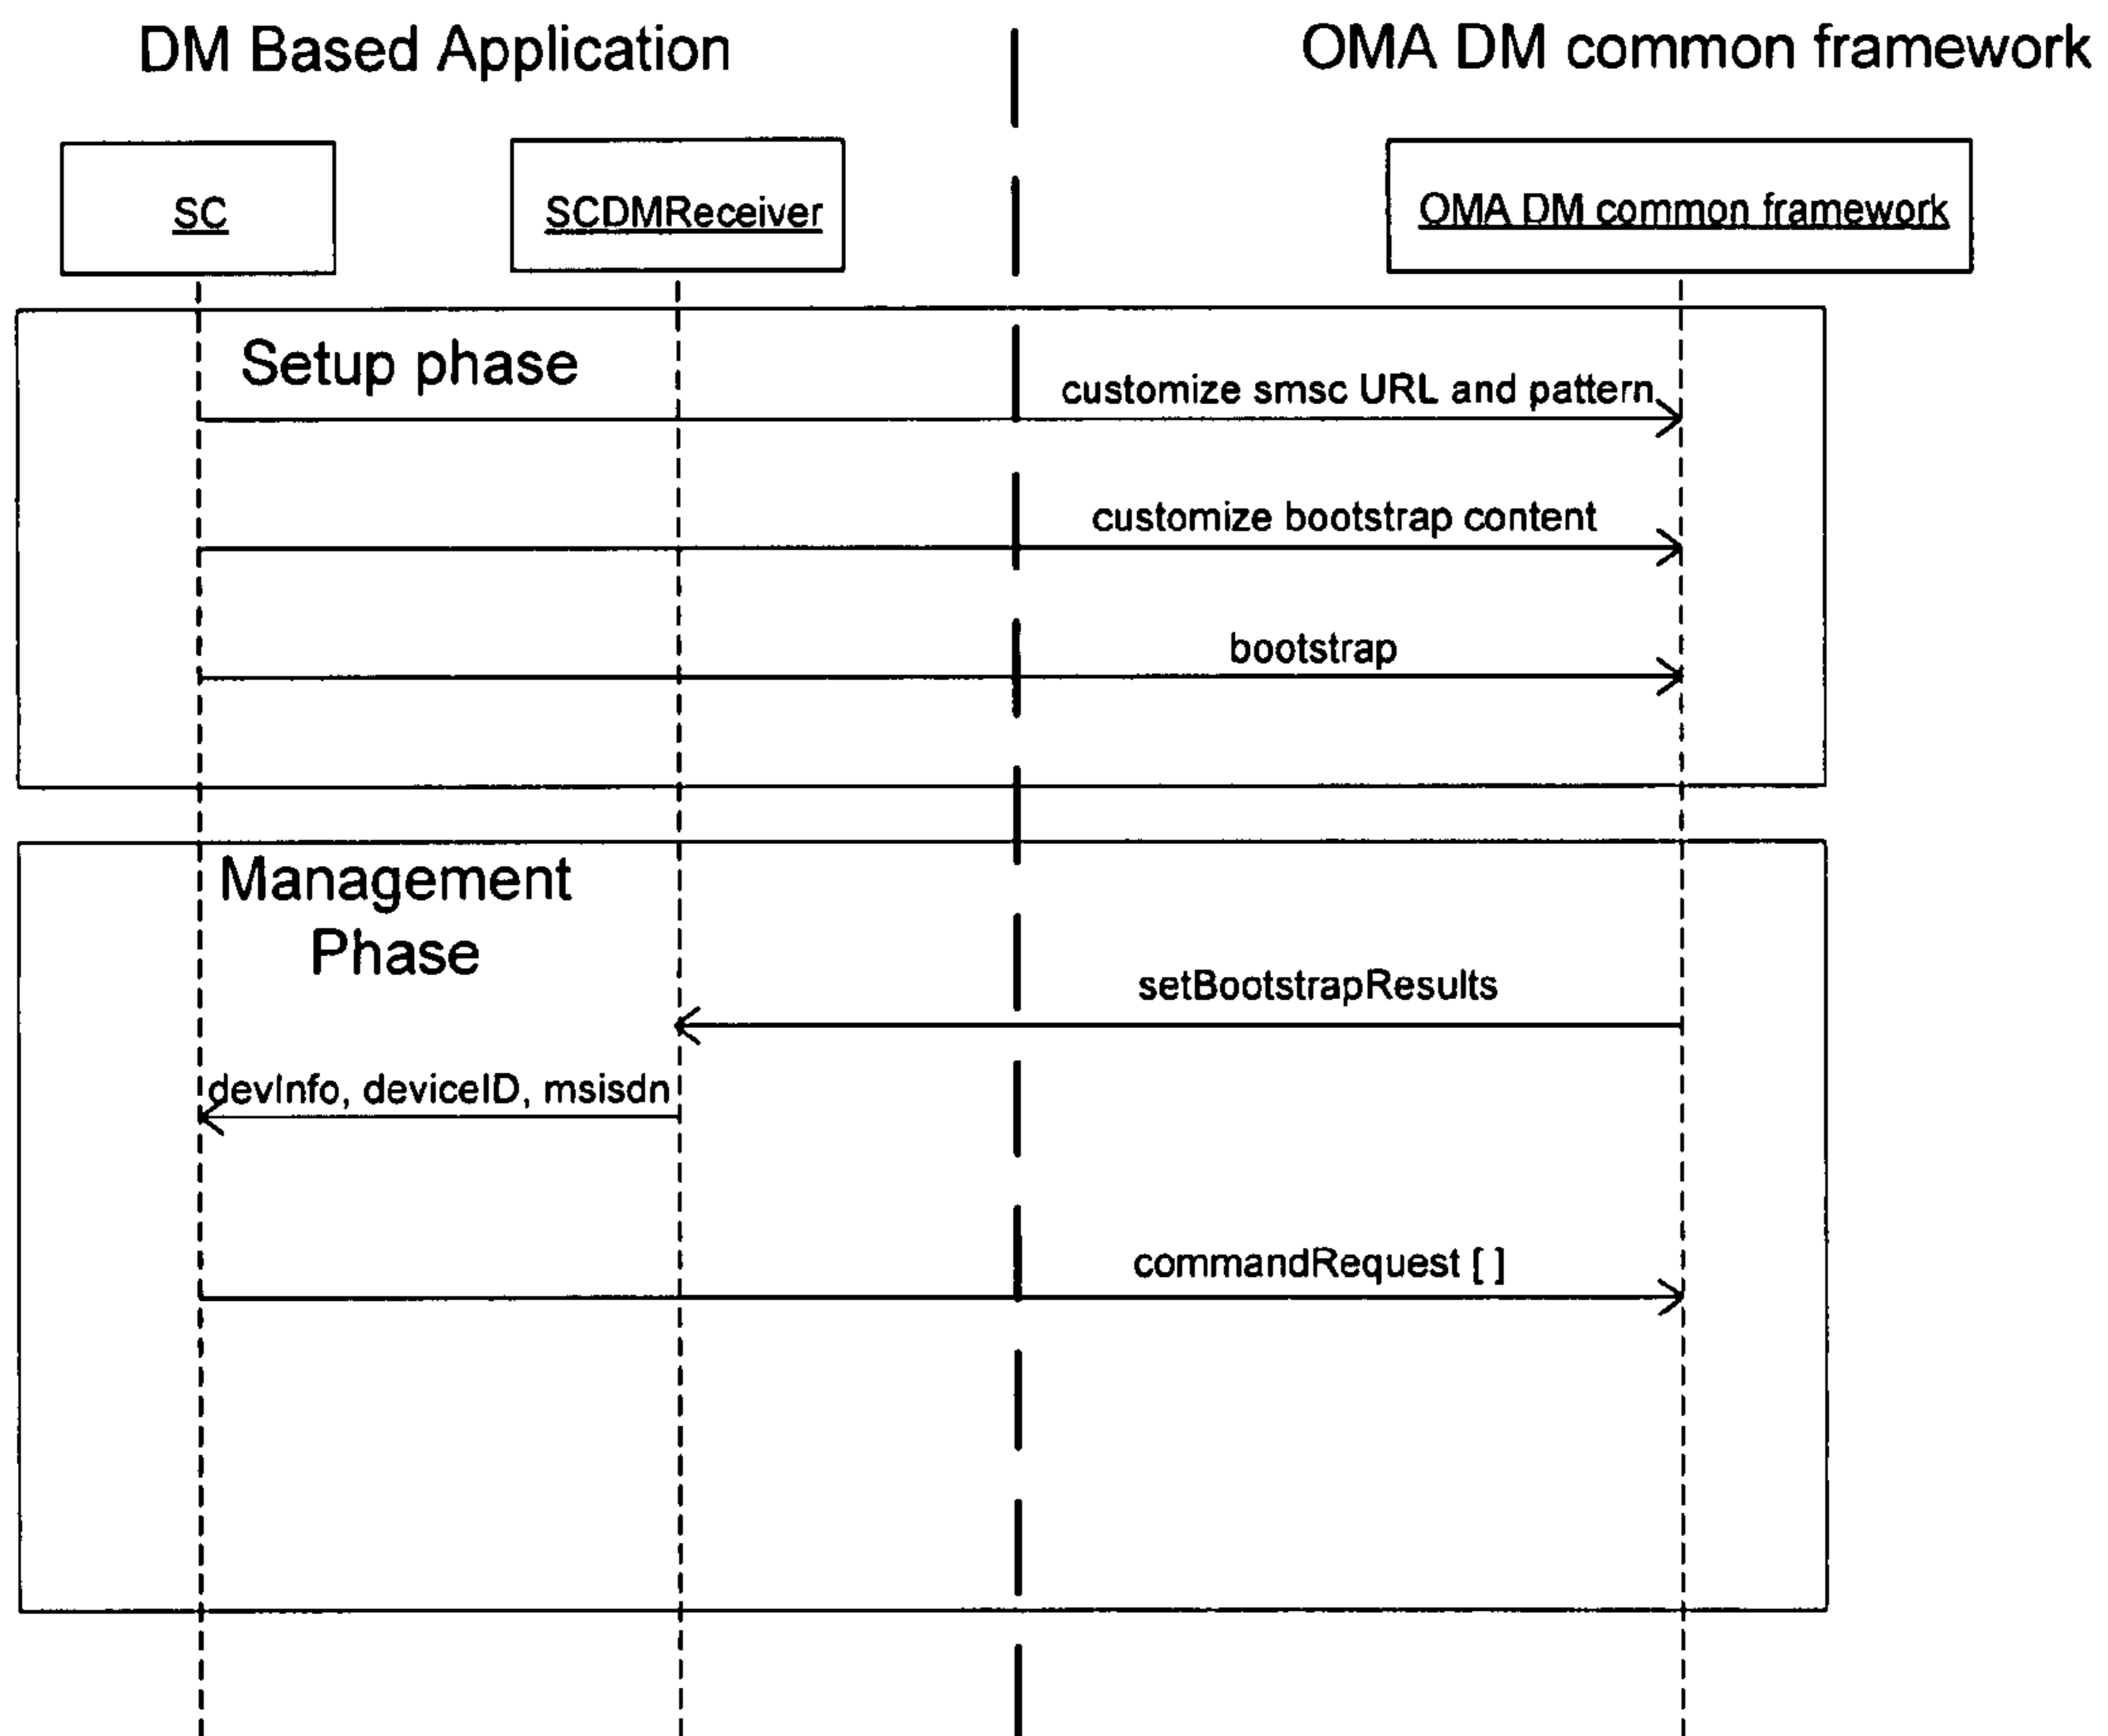 DM Based Application
OMA DM common framework
SC
SCDMReceiver
OMA DM common framework
Setup phase
customize smsc URL and pattern
customize bootstrap content
bootstrap
Management
Phase
setBootstrapResults
devInfo, deviceID, msisdn
commandRequest [ ]